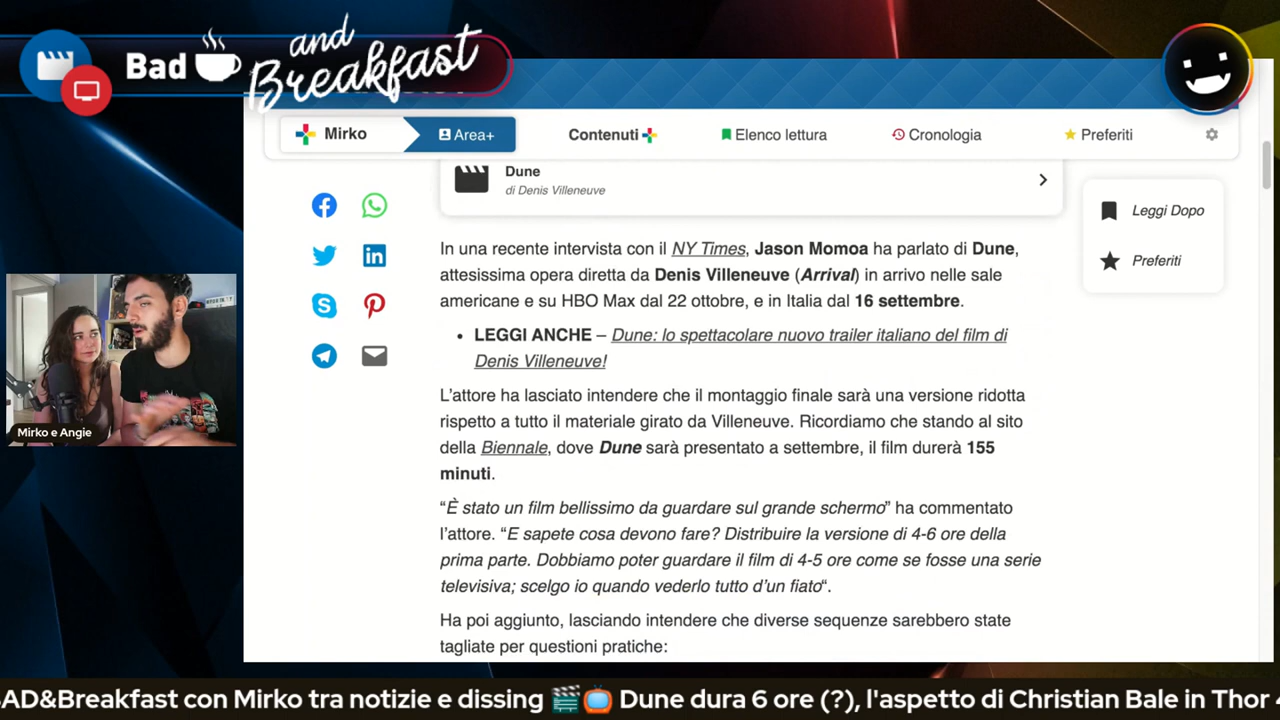 Bad and Breakfast
Mirko
Area+
Contenuti
Elenco lettura
Cronologia
Preferiti
Dune
di Denis Villeneuve
Leggi Dopo
Preferiti
In una recente intervista con il NY Times, Jason Momoa ha parlato di Dune,
attesissima opera diretta da Denis Villeneuve (Arrival) in arrivo nelle sale
americane e su HBO Max dal 22 ottobre, e in Italia dal 16 settembre.
• LEGGI ANCHE – Dune: lo spettacolare nuovo trailer italiano del film di
Denis Villeneuve!
L'attore ha lasciato intendere che il montaggio finale sarà una versione ridotta
rispetto a tutto il materiale girato da Villeneuve. Ricordiamo che stando al sito
della Biennale, dove Dune sarà presentato a settembre, il film durerà 155
minuti.
“È stato un film bellissimo da guardare sul grande schermo” ha commentato
l'attore. “E sapete cosa devono fare? Distribuire la versione di 4-6 ore della
prima parte. Dobbiamo poter guardare il film di 4-5 ore come se fosse una serie
televisiva; scelgo io quando vederlo tutto d'un fiato“.
Ha poi aggiunto, lasciando intendere che diverse sequenze sarebbero state
tagliate per questioni pratiche:
Mirko e Angie
AD&Breakfast con Mirko tra notizie e dissing 🎬📺 Dune dura 6 ore (?), l'aspetto di Christian Bale in Thor